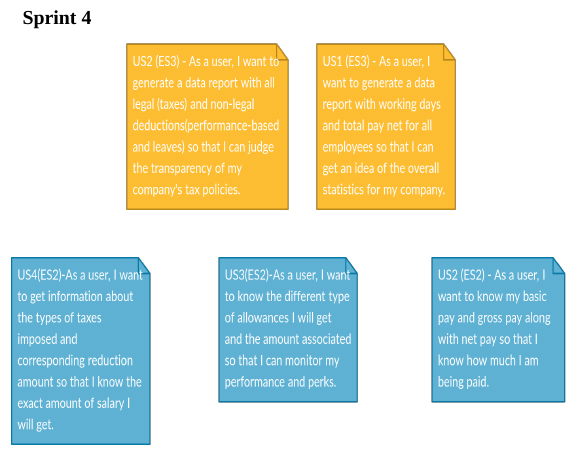 Sprint 4
US2 (ES3) - As a user, I want to
generate a data report with all
legal (taxes) and non-legal
deductions(performance-based
and leaves) so that I can judge
the transparency of my
company's tax policies.
US1 (ES3) - As a user, I
want to generate a data
report with working days
and total pay net for all
employees so that I can
get an idea of the overall
statistics for my company.
US4(ES2)-As a user, I want
to get information about
the types of taxes
imposed and
corresponding reduction
amount so that I know the
exact amount of salary I
will get.
US3(ES2)-As a user, I want
to know the different type
of allowances I will get
and the amount associated
so that I can monitor my
performance and perks.
US2 (ES2) - As a user, I
want to know my basic
pay and gross pay along
with net pay so that I
know how much I am
being paid.